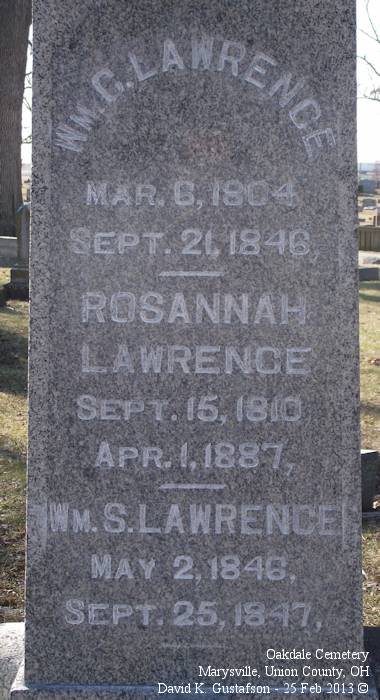 Wm. C. LAWRENCE
MAR. 6, 1804
SEPT. 21, 1846,
ROSANNAH
LAWRENCE
SEPT. 15, 1810
APR. 1, 1887,
Wm. S. LAWRENCE
MAY 2, 1846,
SEPT. 25, 1847,
Oakdale Cemetery
Marysville, Union County, OH
David K. Gustafson - 25 Feb 2013 ©